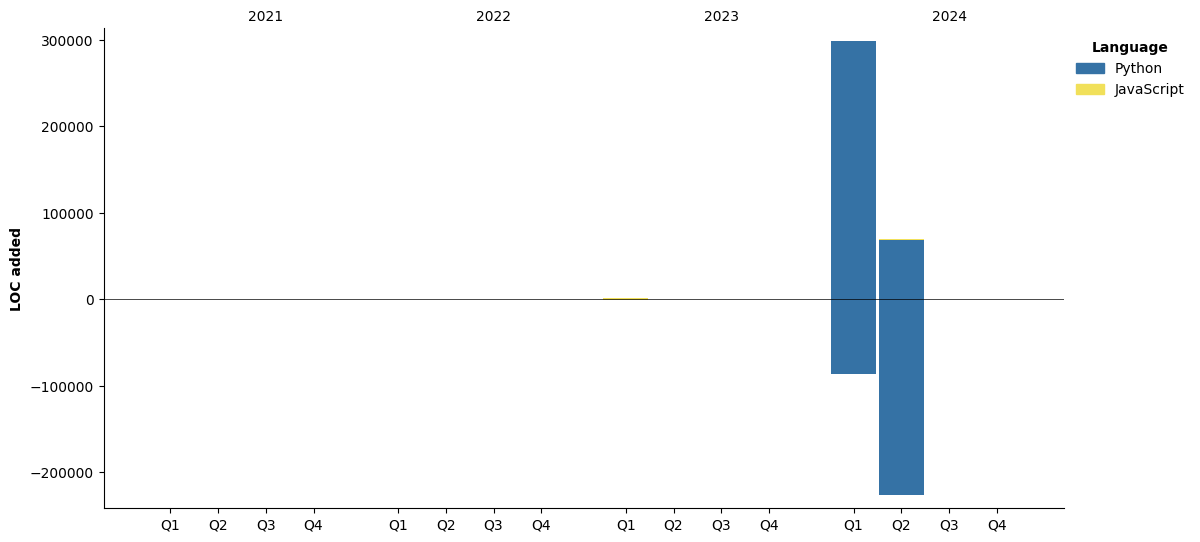 2021 2022 2023 2024
Language
Python
JavaScript
LOC added
300000
200000
100000
0
−100000
−200000
Q1 Q2 Q3 Q4 Q1 Q2 Q3 Q4 Q1 Q2 Q3 Q4 Q1 Q2 Q3 Q4